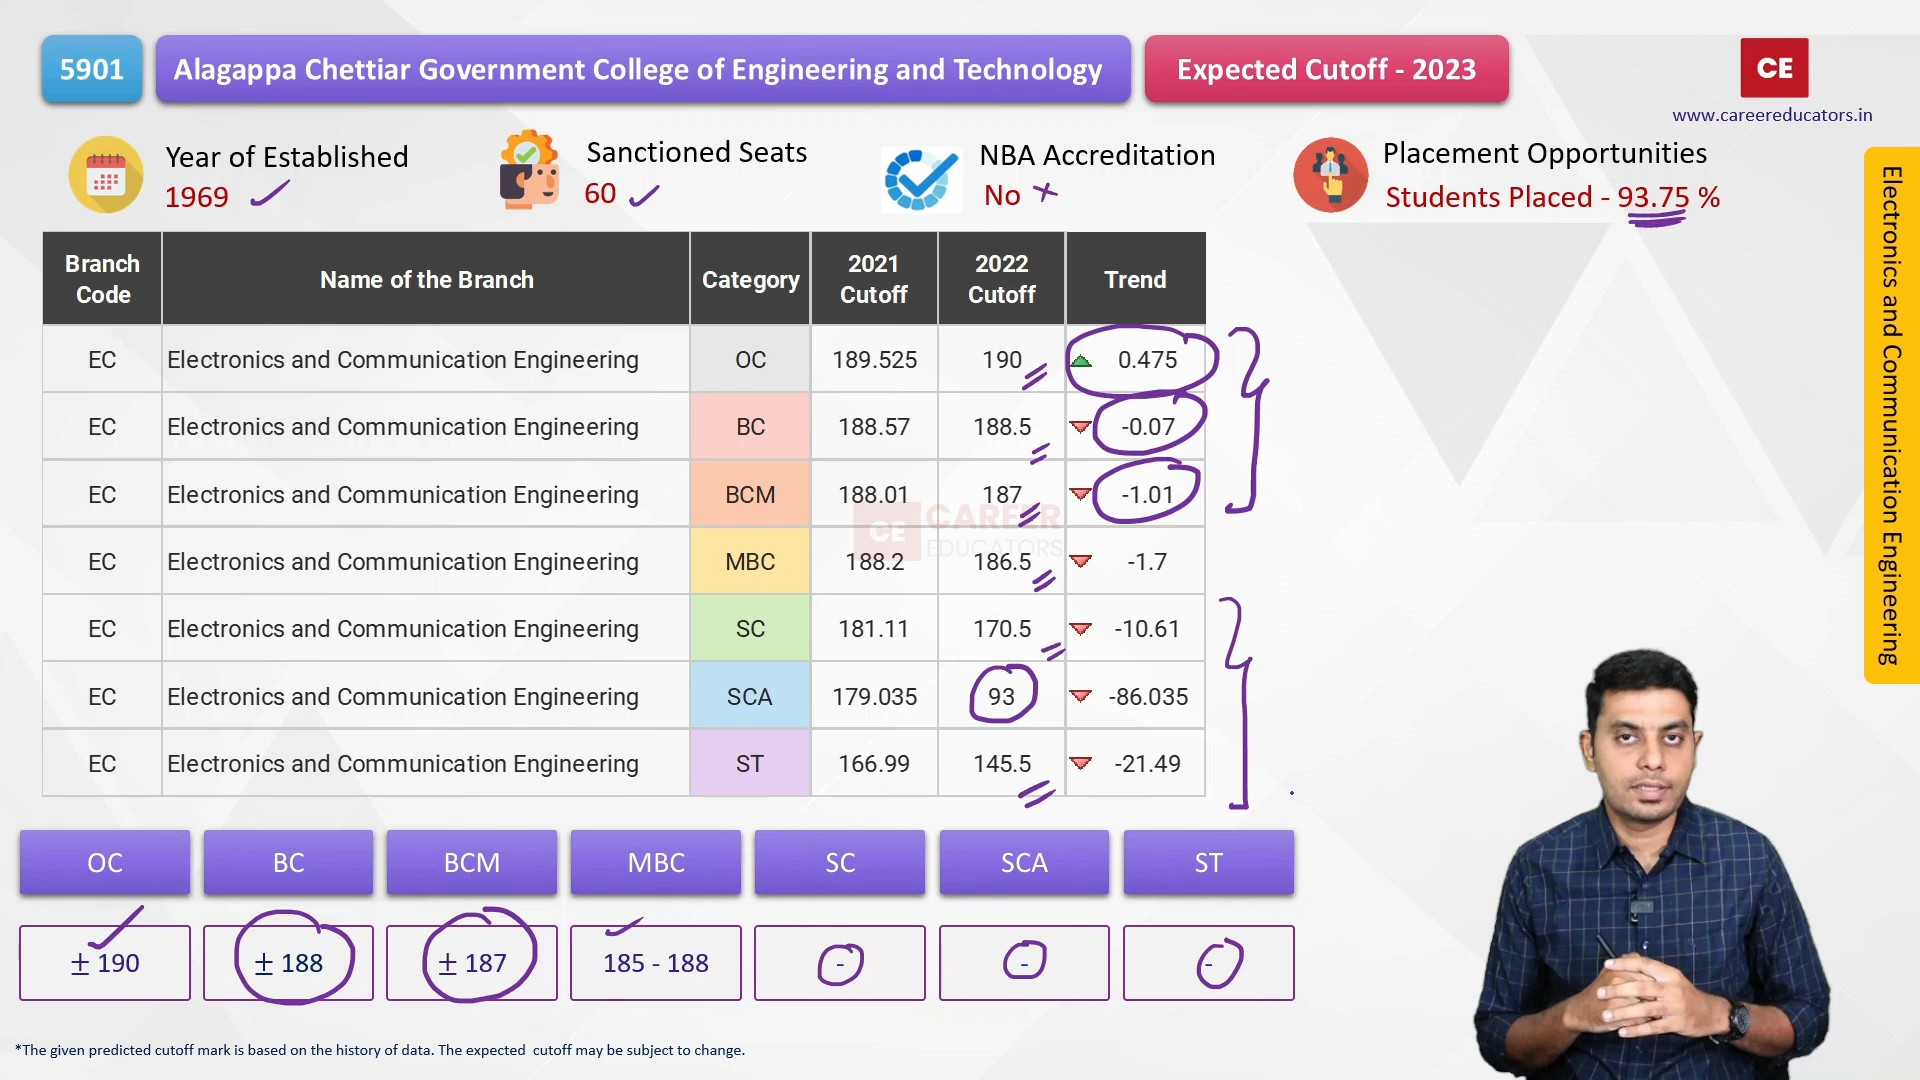 5901
Alagappa Chettiar Government College of Engineering and Technology
Expected Cutoff - 2023
CE
www.careereducators.in
Year of Established
1969
Sanctioned Seats
60
NBA Accreditation
No
Placement Opportunities
Students Placed - 93.75 %
Electronics and Communication Engineering
Branch Code Name of the Branch Category 2021 Cutoff 2022 Cutoff Trend
EC Electronics and Communication Engineering OC 189.525 190 0.475
EC Electronics and Communication Engineering BC 188.57 188.5 -0.07
EC Electronics and Communication Engineering BCM 188.01 187 -1.01
CE CAREER EDUCATORS
EC Electronics and Communication Engineering MBC 188.2 186.5 -1.7
EC Electronics and Communication Engineering SC 181.11 170.5 -10.61
EC Electronics and Communication Engineering SCA 179.035 93 -86.035
EC Electronics and Communication Engineering ST 166.99 145.5 -21.49
OC BC BCM MBC SC SCA ST
± 190 ± 188 ± 187 185 - 188 - - -
*The given predicted cutoff mark is based on the history of data. The expected cutoff may be subject to change.